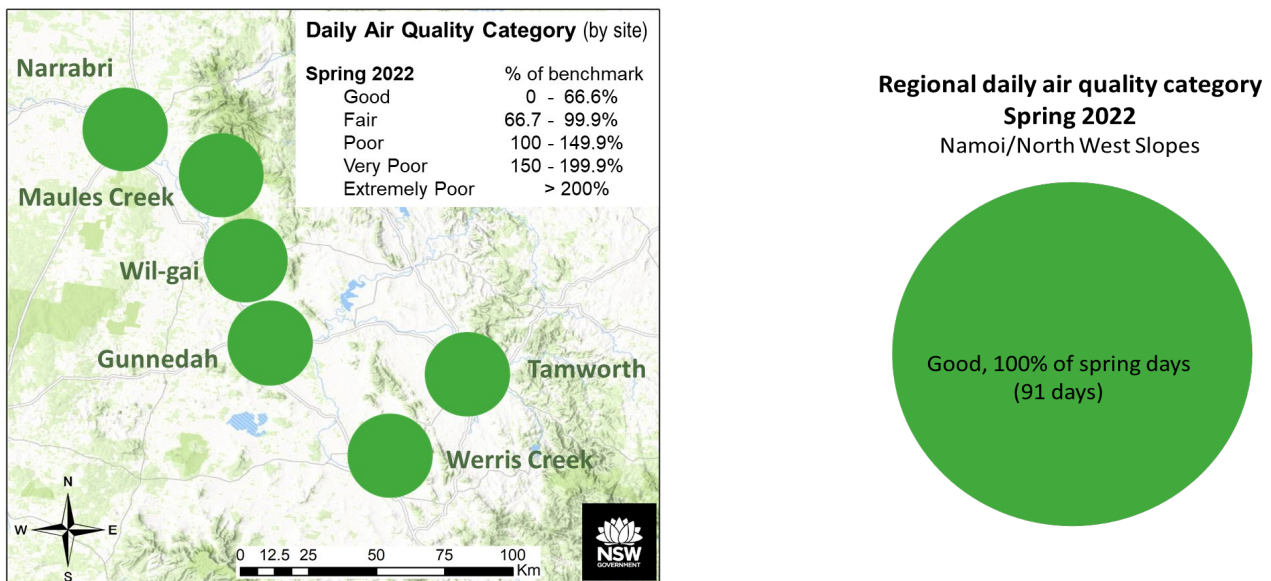 Daily Air Quality Category (by site)
Spring 2022 % of benchmark
Good 0 - 66.6%
Fair 66.7 - 99.9%
Poor 100 - 149.9%
Very Poor 150 - 199.9%
Extremely Poor > 200%
Narrabri
Maules Creek
Wil-gai
Gunnedah
Tamworth
Werris Creek
N
W E
S
0 12.5 25 50 75 100
Km
NSW
GOVERNMENT
Regional daily air quality category
Spring 2022
Namoi/North West Slopes
Good, 100% of spring days
(91 days)